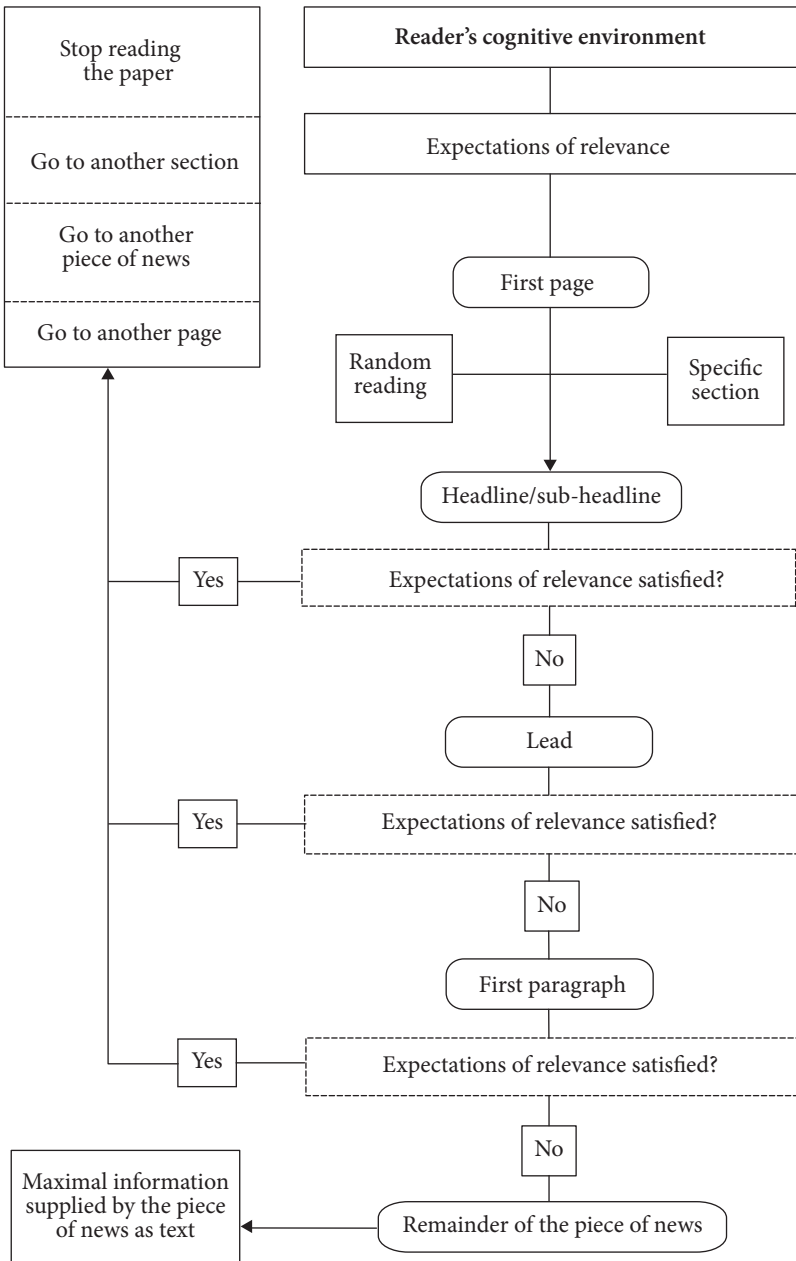 Stop reading
the paper
Go to another section
Go to another
piece of news
Go to another page
Reader's cognitive environment
Expectations of relevance
First page
Random
reading
Specific
section
Headline/sub-headline
Yes
Expectations of relevance satisfied?
No
Lead
Yes
Expectations of relevance satisfied?
No
First paragraph
Yes
Expectations of relevance satisfied?
No
Maximal information
supplied by the piece
of news as text
Remainder of the piece of news